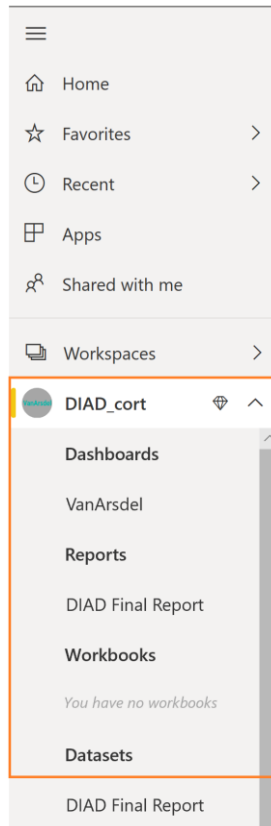 Home
Favorites
Recent
Apps
Shared with me
Workspaces
VanArsdel
DIAD_cort
Dashboards
VanArsdel
Reports
DIAD Final Report
Workbooks
You have no workbooks
Datasets
DIAD Final Report